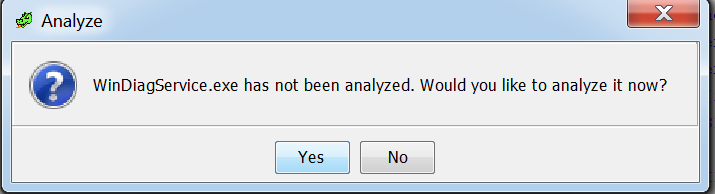 Analyze
WinDiagService.exe has not been analyzed. Would you like to analyze it now?
Yes
No